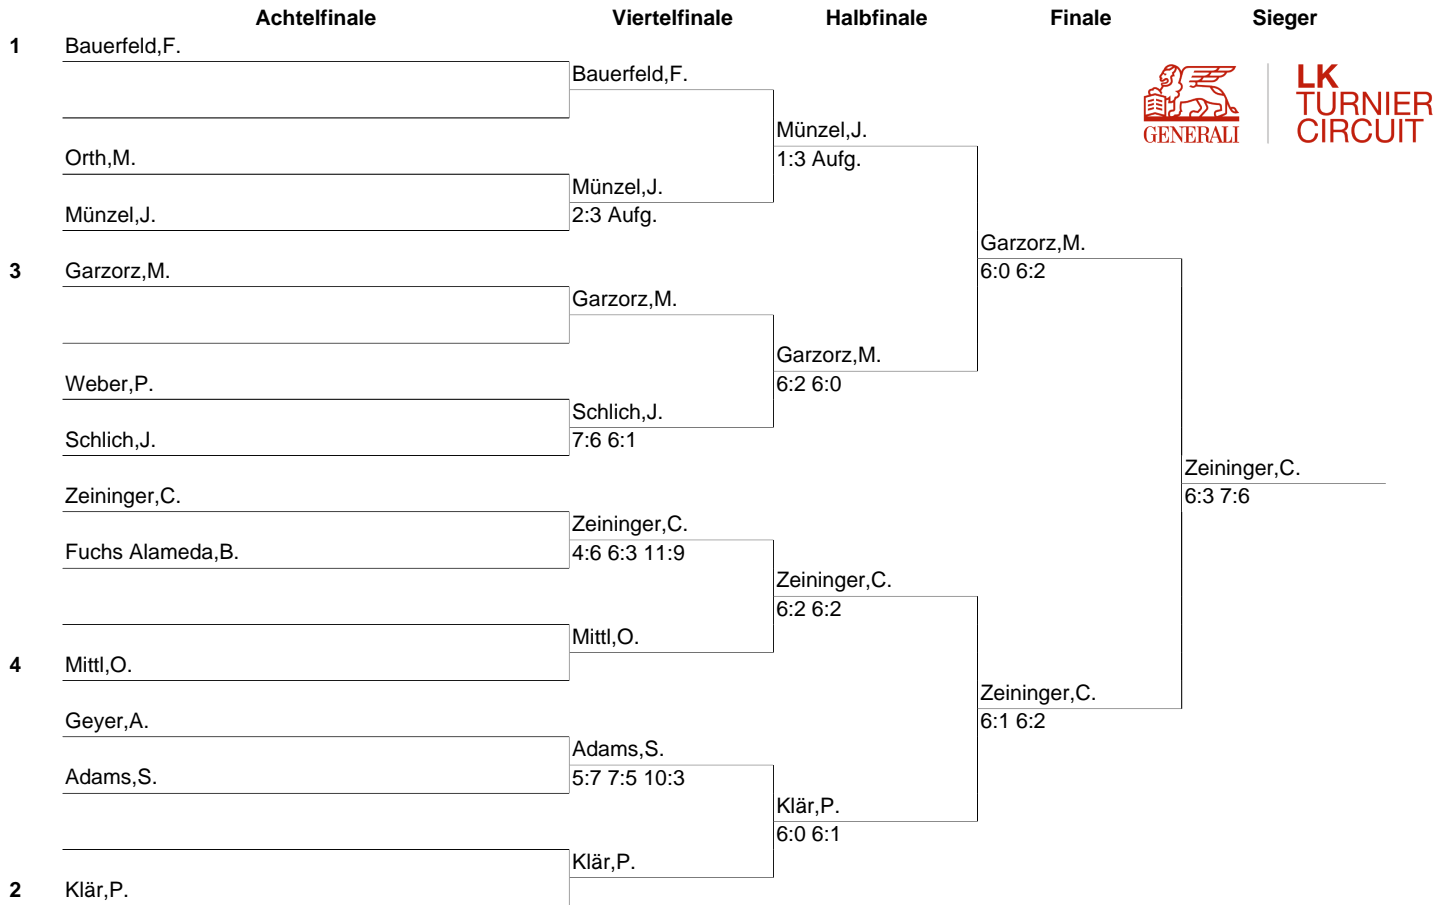 Achtelfinale Viertelfinale Halbfinale Finale Sieger
1 Bauerfeld,F.
Bauerfeld,F.
LK
TURNIER
CIRCUIT
GENERALI
Münzel,J.
Orth,M.
1:3 Aufg.
Münzel,J.
Münzel,J.
2:3 Aufg.
Garzorz,M.
3 Garzorz,M.
6:0 6:2
Garzorz,M.
Garzorz,M.
Weber,P.
6:2 6:0
Schlich,J.
Schlich,J.
7:6 6:1
Zeininger,C.
Zeininger,C.
6:3 7:6
Zeininger,C.
Fuchs Alameda,B.
4:6 6:3 11:9
Zeininger,C.
6:2 6:2
Mittl,O.
4 Mittl,O.
Zeininger,C.
Geyer,A.
6:1 6:2
Adams,S.
Adams,S.
5:7 7:5 10:3
Klär,P.
6:0 6:1
Klär,P.
2 Klär,P.